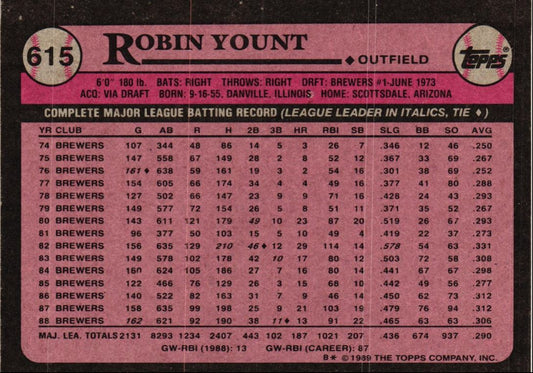 615 ROBIN YOUNT
OUTFIELD
Topps
6'0" 180 lb. BATS: RIGHT THROWS: RIGHT DRFT: BREWERS #1-JUNE 1973
ACQ: VIA DRAFT BORN: 9-16-55, DANVILLE, ILLINOIS HOME: SCOTTSDALE, ARIZONA
COMPLETE MAJOR LEAGUE BATTING RECORD (LEAGUE LEADER IN ITALICS, TIE ♦)
YR CLUB G AB R H 2B 3B HR RBI SB SLG BB SO AVG
74 BREWERS 107 344 48 86 14 5 3 26 7 .346 12 46 .250
75 BREWERS 147 558 67 149 28 2 8 52 12 .367 33 69 .267
76 BREWERS 161♦ 638 59 161 19 3 2 54 16 .301 38 69 .252
77 BREWERS 154 605 66 174 34 4 4 49 16 .377 41 80 .288
78 BREWERS 127 502 66 147 23 9 9 71 16 .428 24 43 .293
79 BREWERS 149 577 72 154 26 5 8 51 11 .371 35 52 .267
80 BREWERS 143 611 121 179 49 10 23 87 20 .519 26 67 .293
81 BREWERS 96 377 50 103 15 5 10 49 4 .419 22 37 .273
82 BREWERS 156 635 129 210 46♦ 12 29 114 14 .578 54 63 .331
83 BREWERS 149 578 102 178 42 10 17 80 12 .503 72 58 .308
84 BREWERS 160 624 105 186 27 7 16 80 14 .441 67 67 .298
85 BREWERS 122 466 76 129 26 3 15 68 10 .442 49 56 .277
86 BREWERS 140 522 82 163 31 7 9 46 14 .450 62 73 .312
87 BREWERS 158 635 99 198 25 9 21 103 19 .479 76 94 .312
88 BREWERS 162 621 92 190 38 11♦ 13 91 22 .465 63 63 .306
MAJ. LEA. TOTALS 2131 8293 1234 2407 443 102 187 1021 207 .436 674 937 .290
GW-RBI (1988): 13 GW-RBI (CAREER): 87
B* © 1989 THE TOPPS COMPANY, INC.